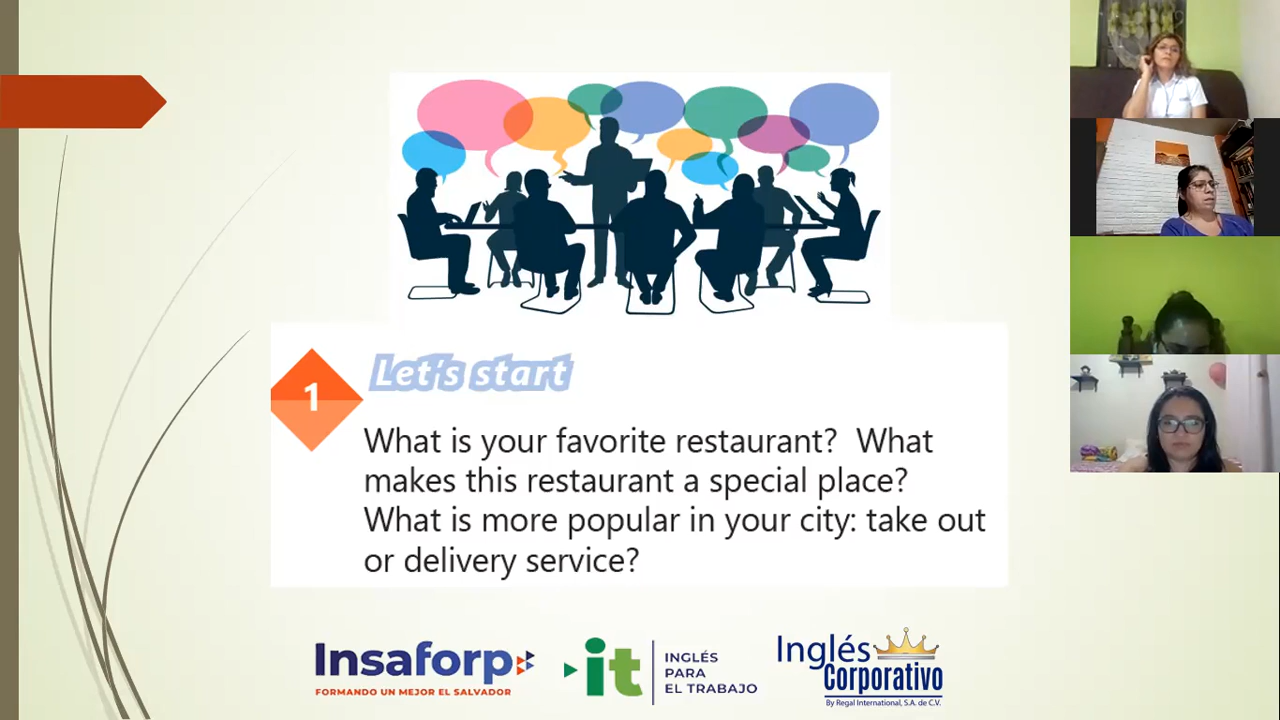 1
Let's start
What is your favorite restaurant? What
makes this restaurant a special place?
What is more popular in your city: take out
or delivery service?
Insaforp
FORMANDO UN MEJOR EL SALVADOR
it
INGLÉS
PARA
EL TRABAJO
Inglés
Corporativo
By Regal International, S.A. de C.V.